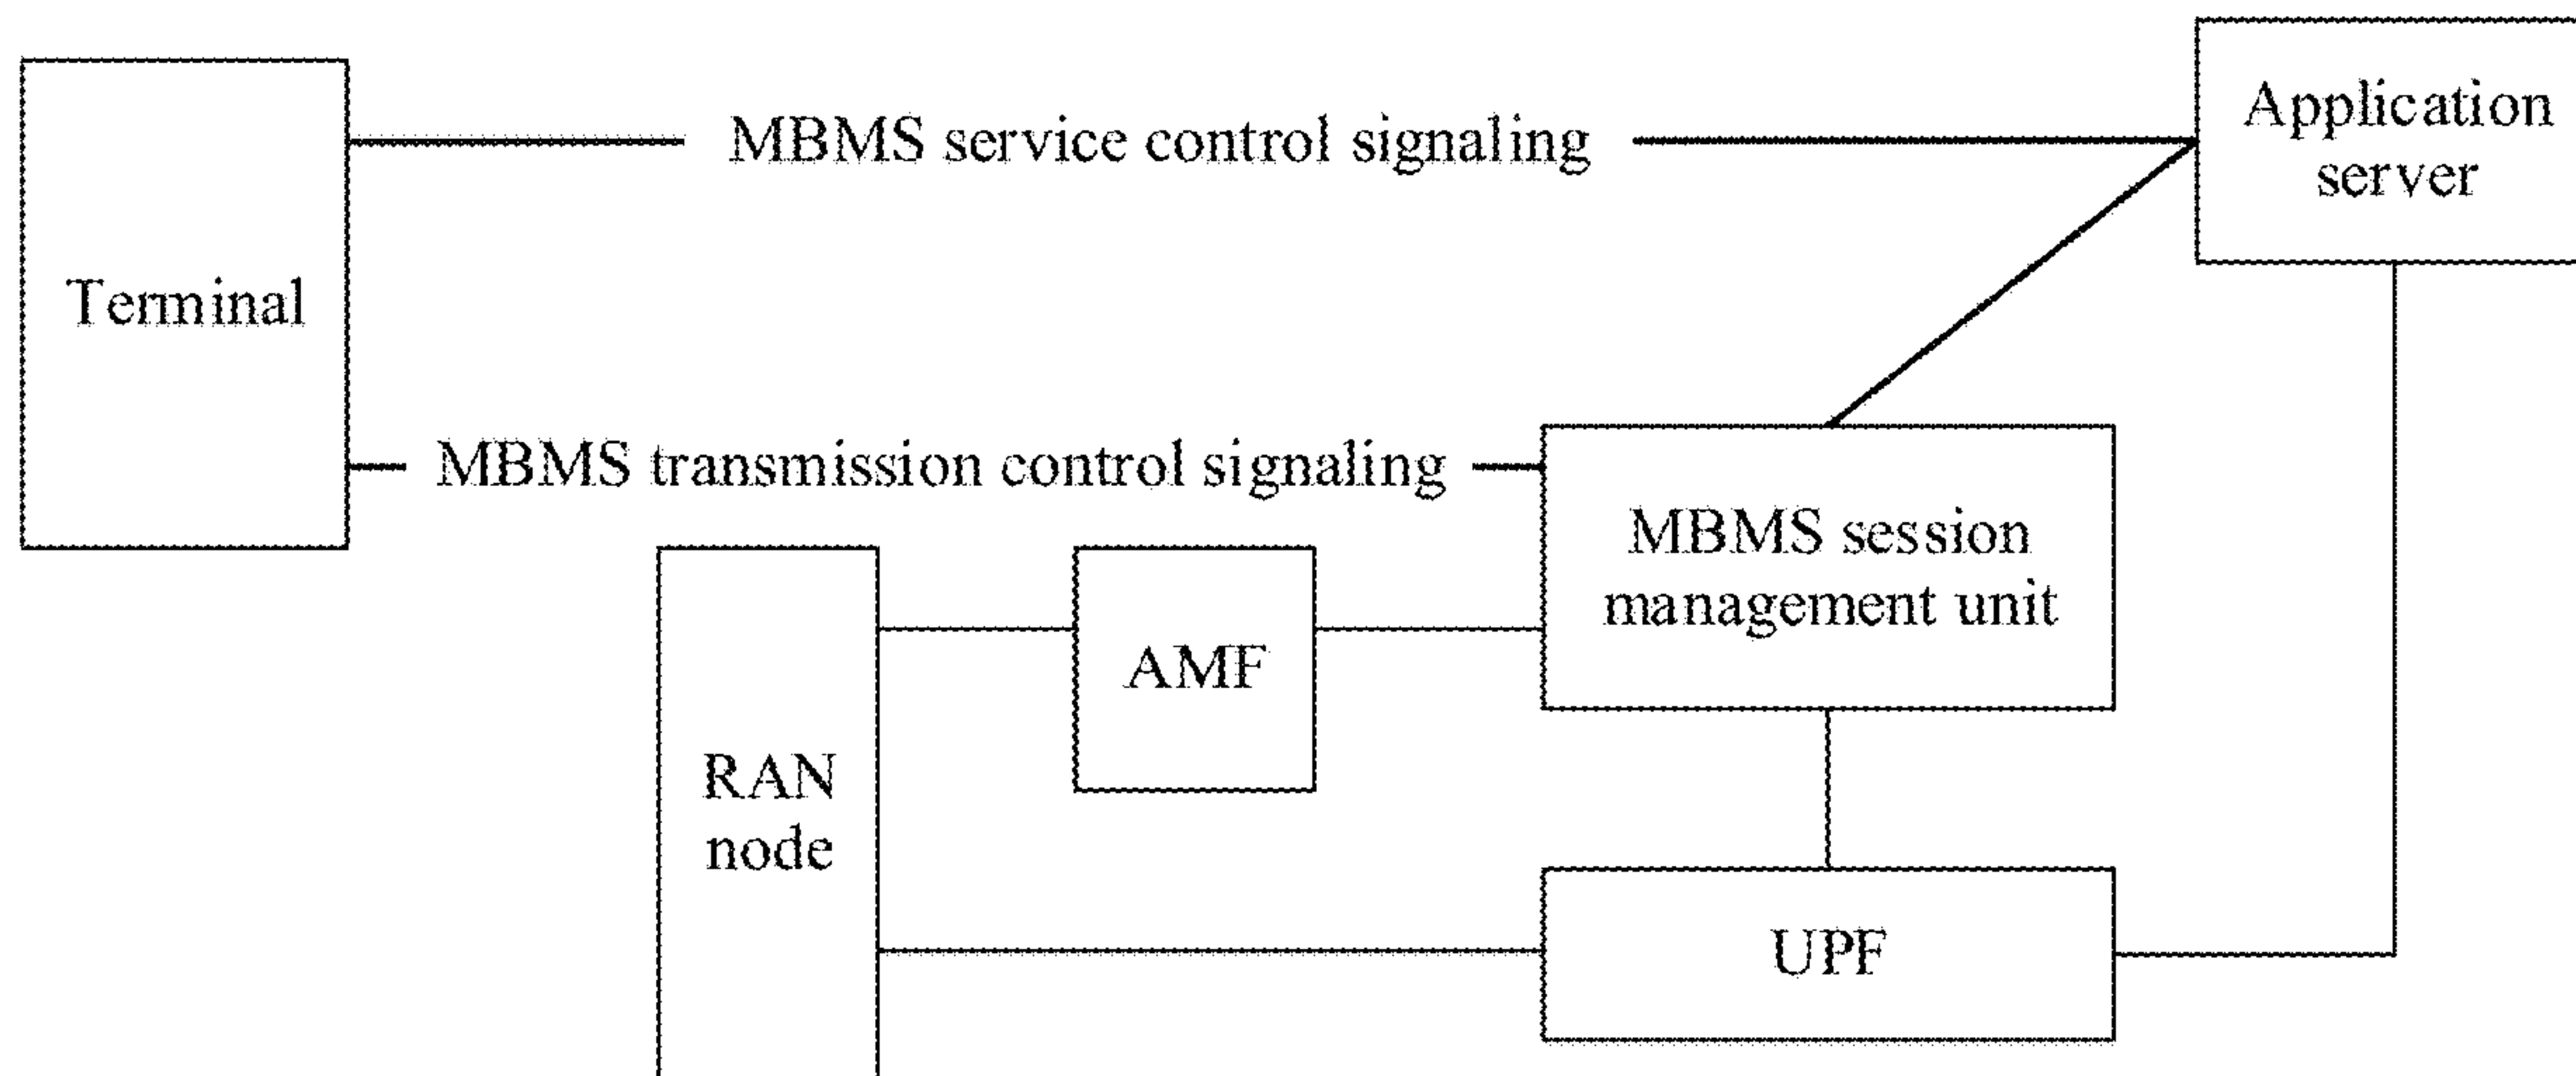 Application
server
MBMS service control signaling
Terminal
MBMS transmission control signaling
MBMS session
management unit
AMF
RAN
node
UPF